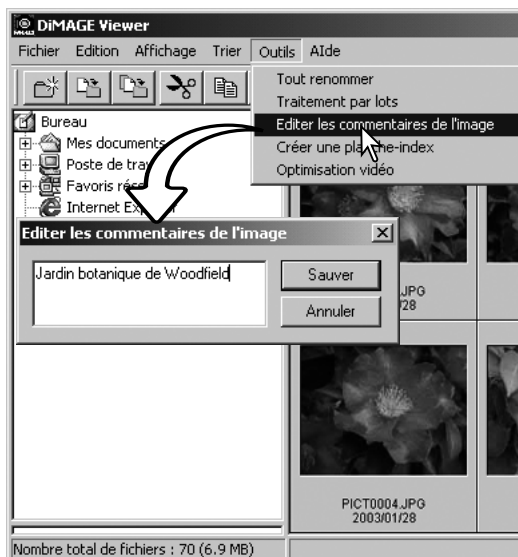 DiMAGE Viewer
Fichier Edition Affichage Trier Outils AIde
Tout renommer
Traitement par lots
Editer les commentaires de l'image
Créer une planche-index
Optimisation vidéo
Bureau
Mes documents
Poste de
Favoris
Internet
Editer les commentaires de l'image
Jardin botanique de Woodfield
Sauver
Annuler
.JPG
/28
PICT0004.JPG
2003/01/28
Nombre total de fichiers : 70 (6.9 MB)